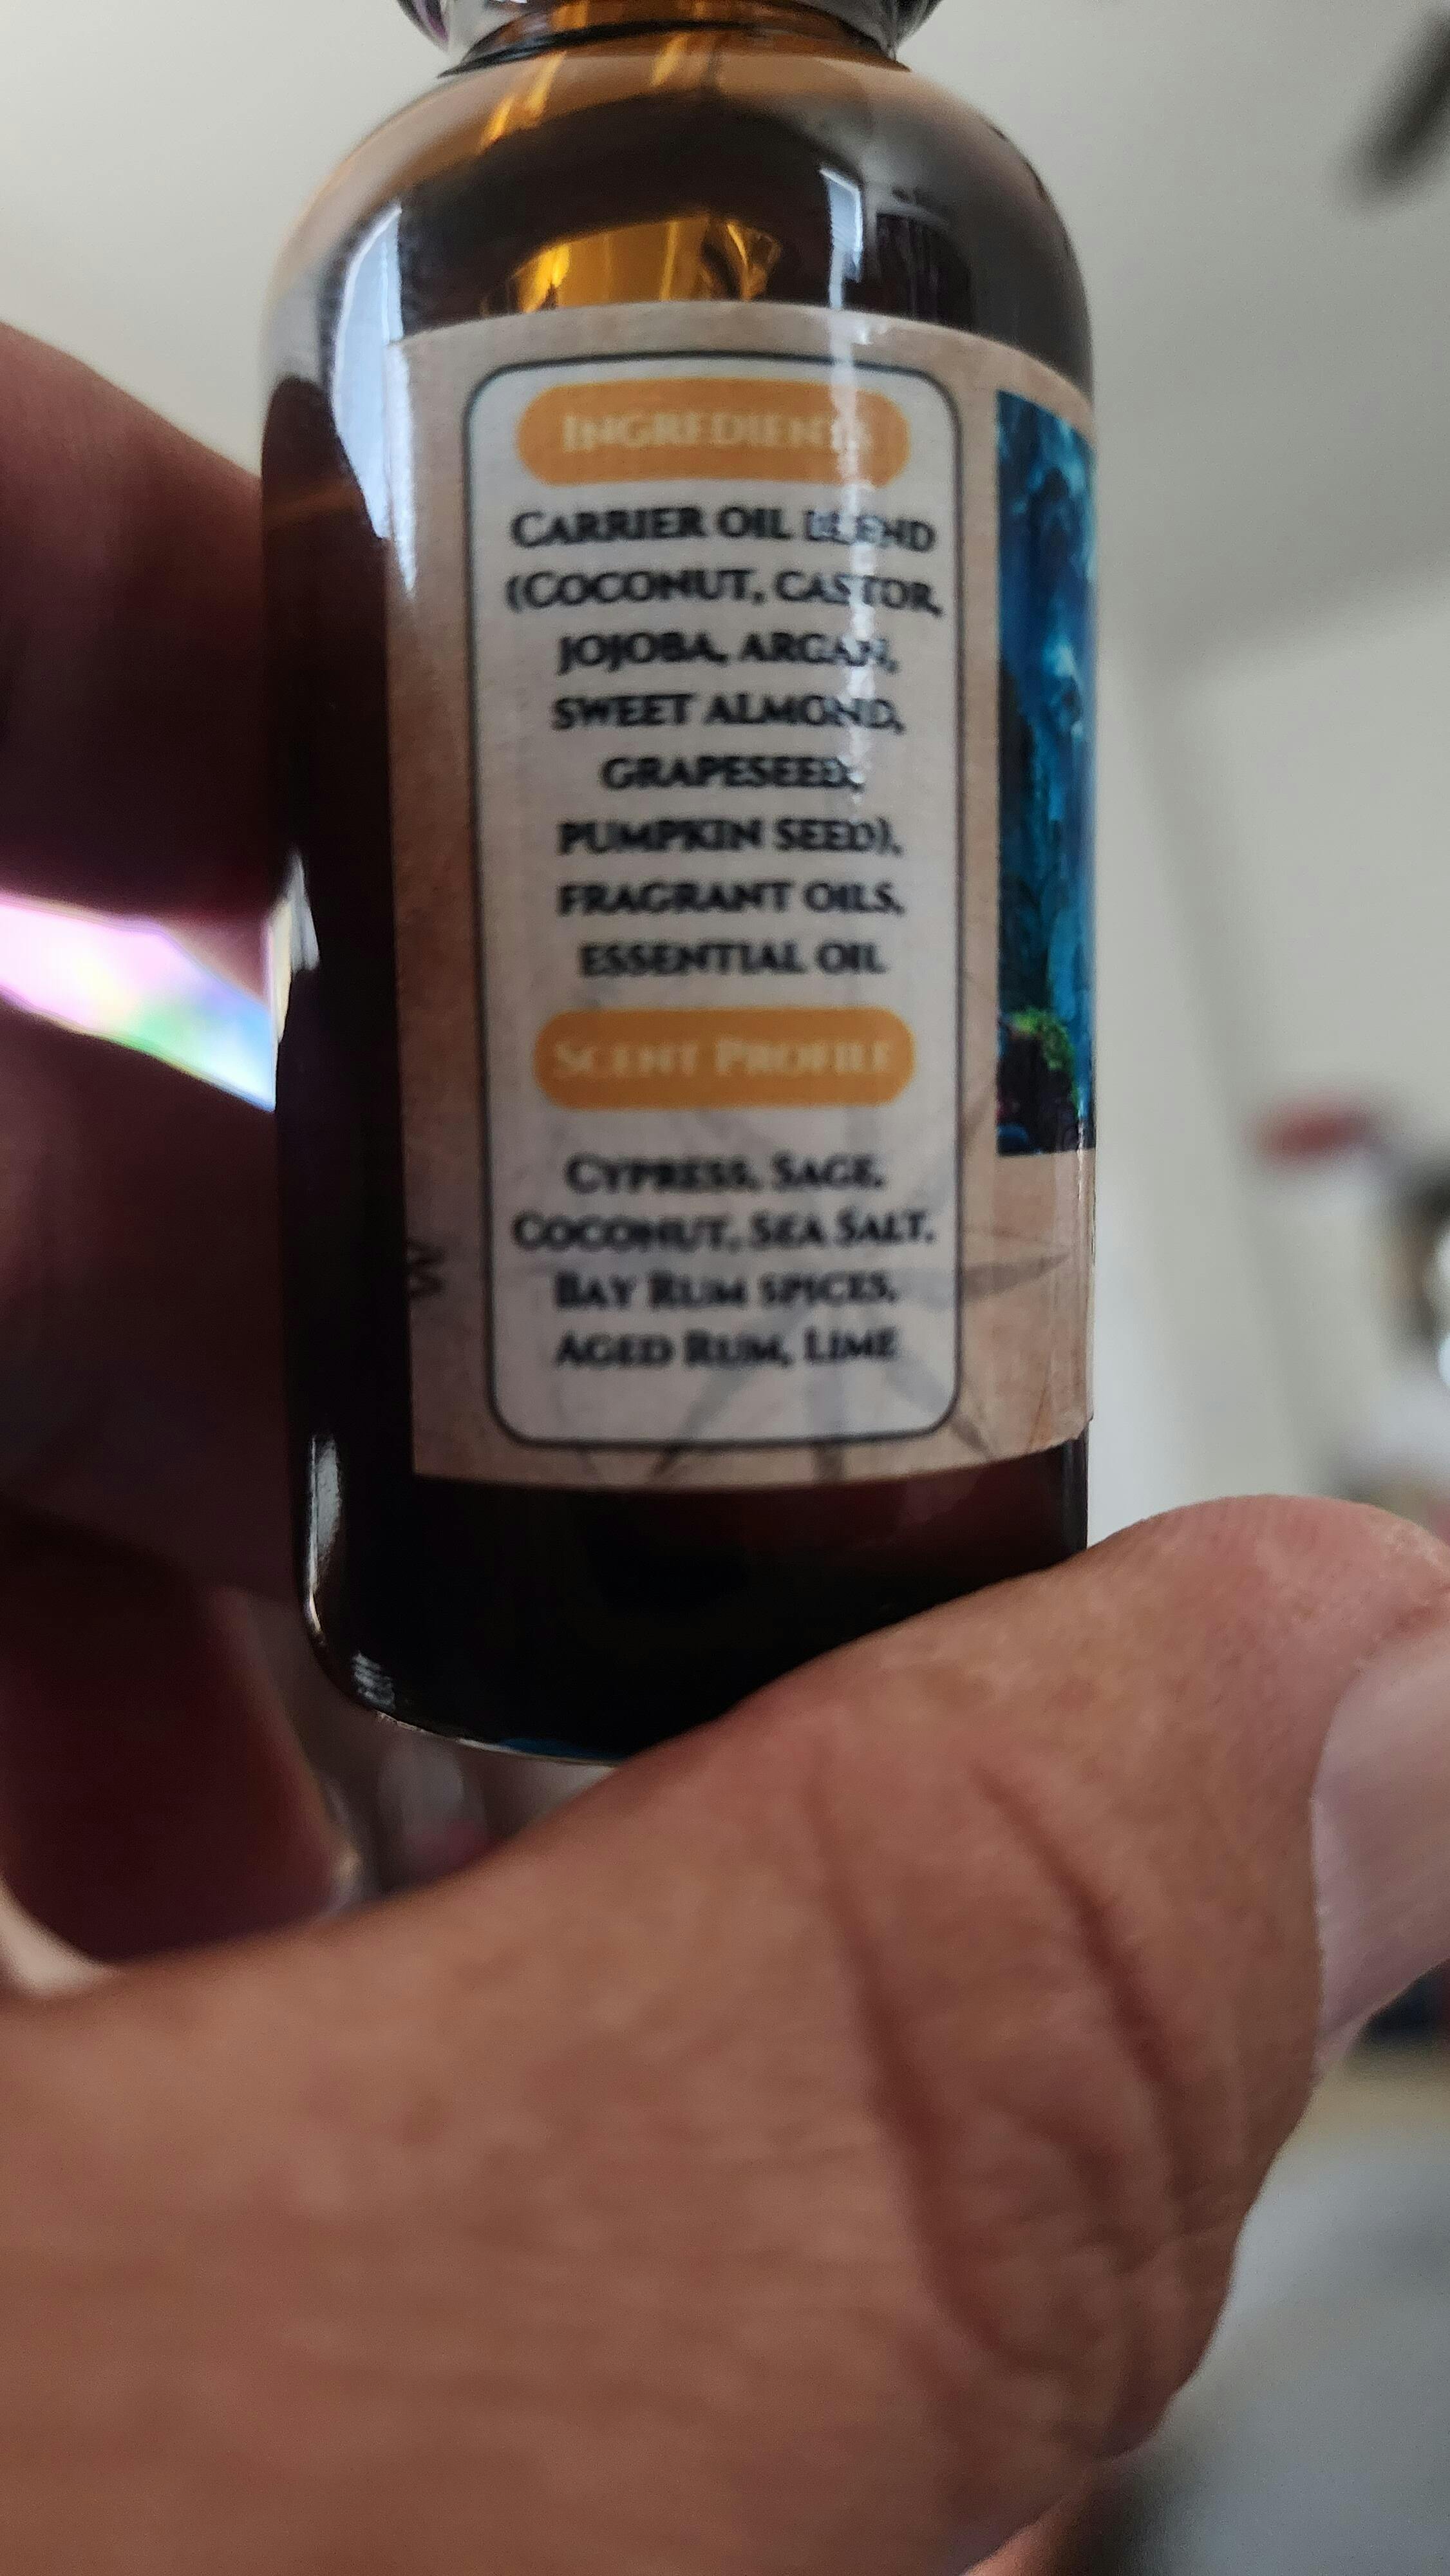 INGREDIENTS
CARRIER OIL BLEND
(COCONUT, CASTOR,
JOJOBA, ARGAN,
SWEET ALMOND,
GRAPESEED,
PUMPKIN SEED),
FRAGRANT OILS,
ESSENTIAL OIL
SCENT PROFILE
CYPRESS, SAGE,
COCONUT, SEA SALT,
BAY RUM SPICES,
AGED RUM, LIME